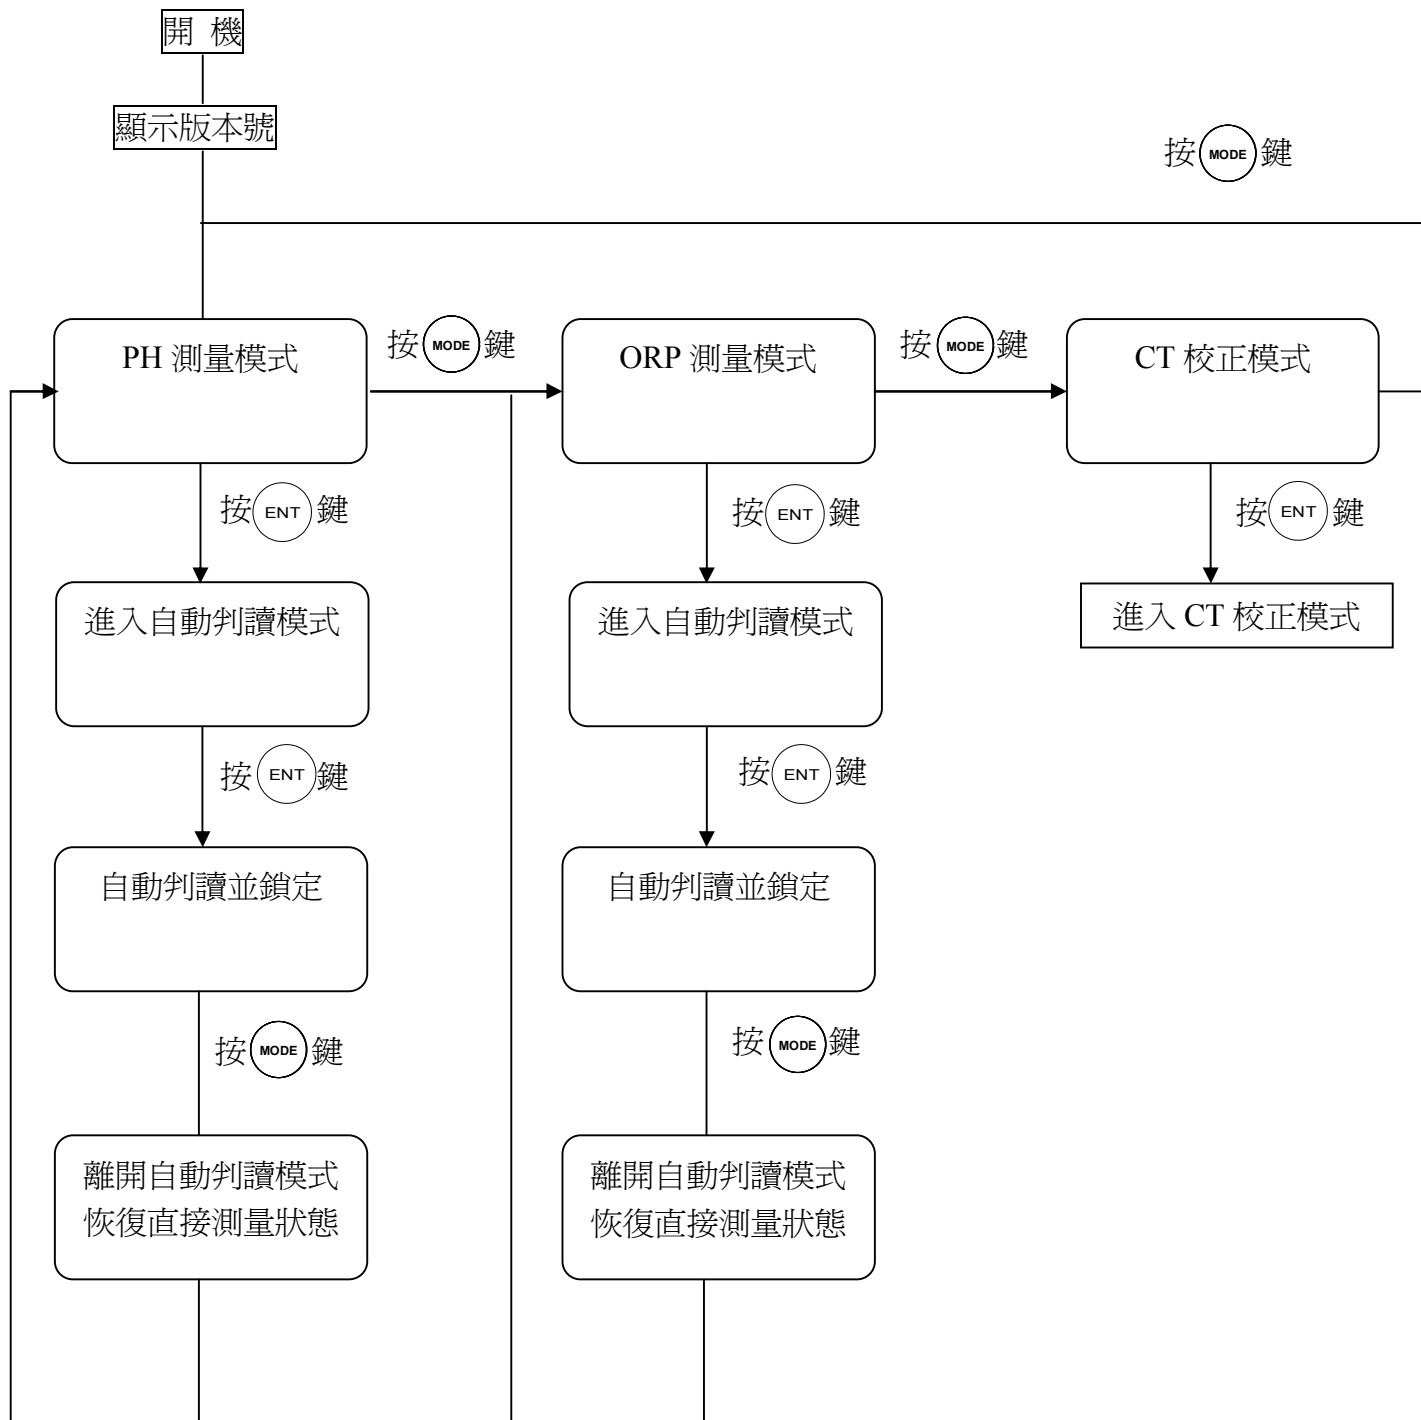 開 機
顯示版本號
按 MODE 鍵
PH 測量模式
按 MODE 鍵
ORP 測量模式
按 MODE 鍵
CT 校正模式
按 ENT 鍵
按 ENT 鍵
按 ENT 鍵
進入自動判讀模式
進入自動判讀模式
進入 CT 校正模式
按 ENT 鍵
按 ENT 鍵
自動判讀並鎖定
自動判讀並鎖定
按 MODE 鍵
按 MODE 鍵
離開自動判讀模式
恢復直接測量狀態
離開自動判讀模式
恢復直接測量狀態